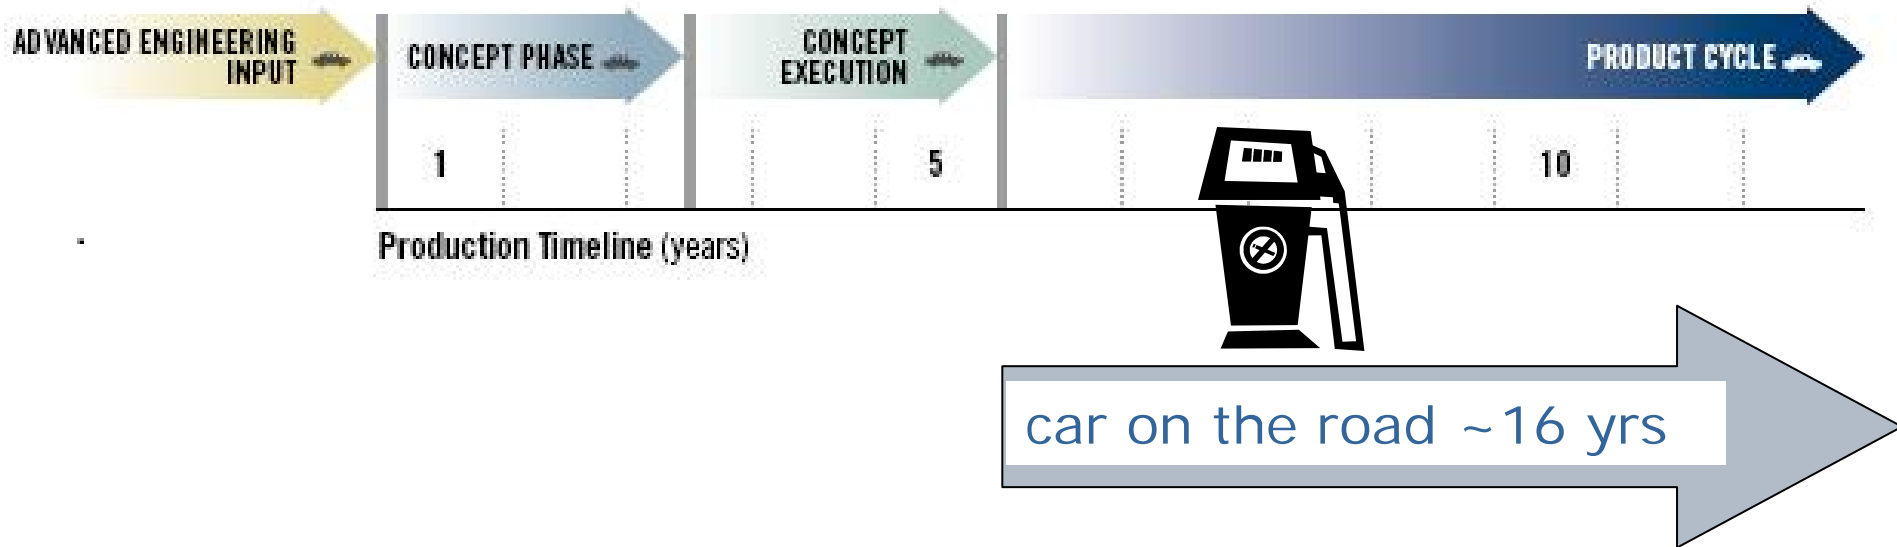 ADVANCED ENGINEERING
INPUT
CONCEPT PHASE
CONCEPT
EXECUTION
PRODUCT CYCLE
1
5
10
Production Timeline (years)
car on the road ~16 yrs